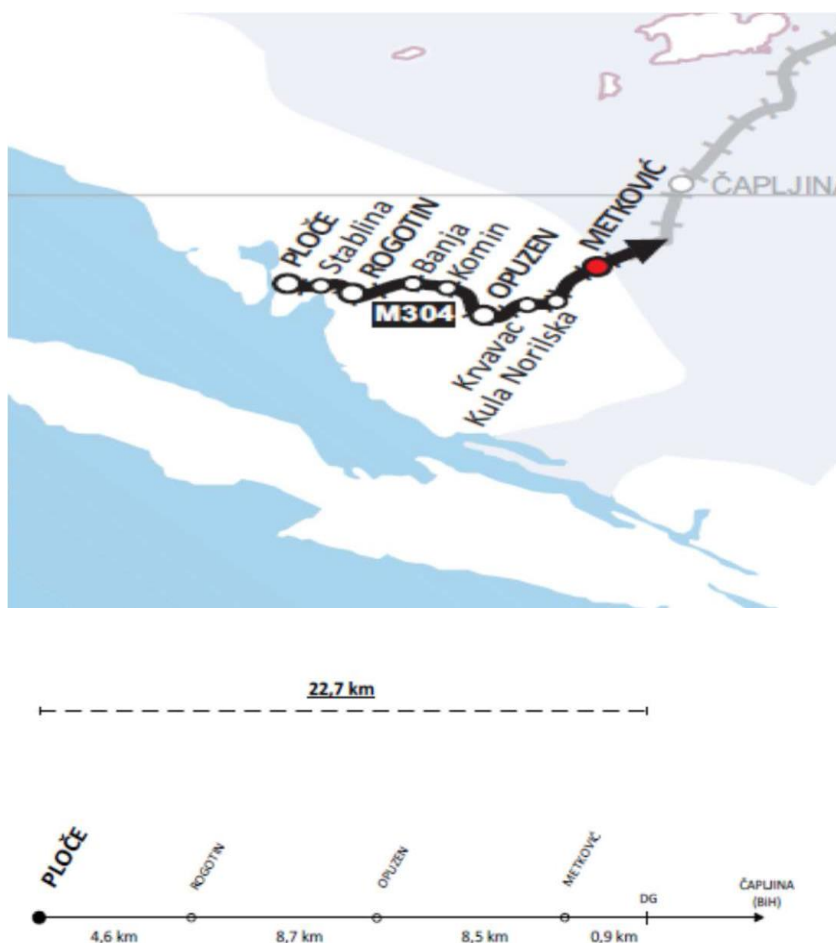 PLOČE
Stablina
ROGOTIN
Banja
Komin
OPUZEN
Krvavac
Kula Norilska
METKOVIĆ
ČAPLJINA
M304
22,7 km
PLOČE
ROGOTIN
OPUZEN
METKOVIĆ
DG
ČAPLJINA
(BiH)
4,6 km
8,7 km
8,5 km
0,9 km